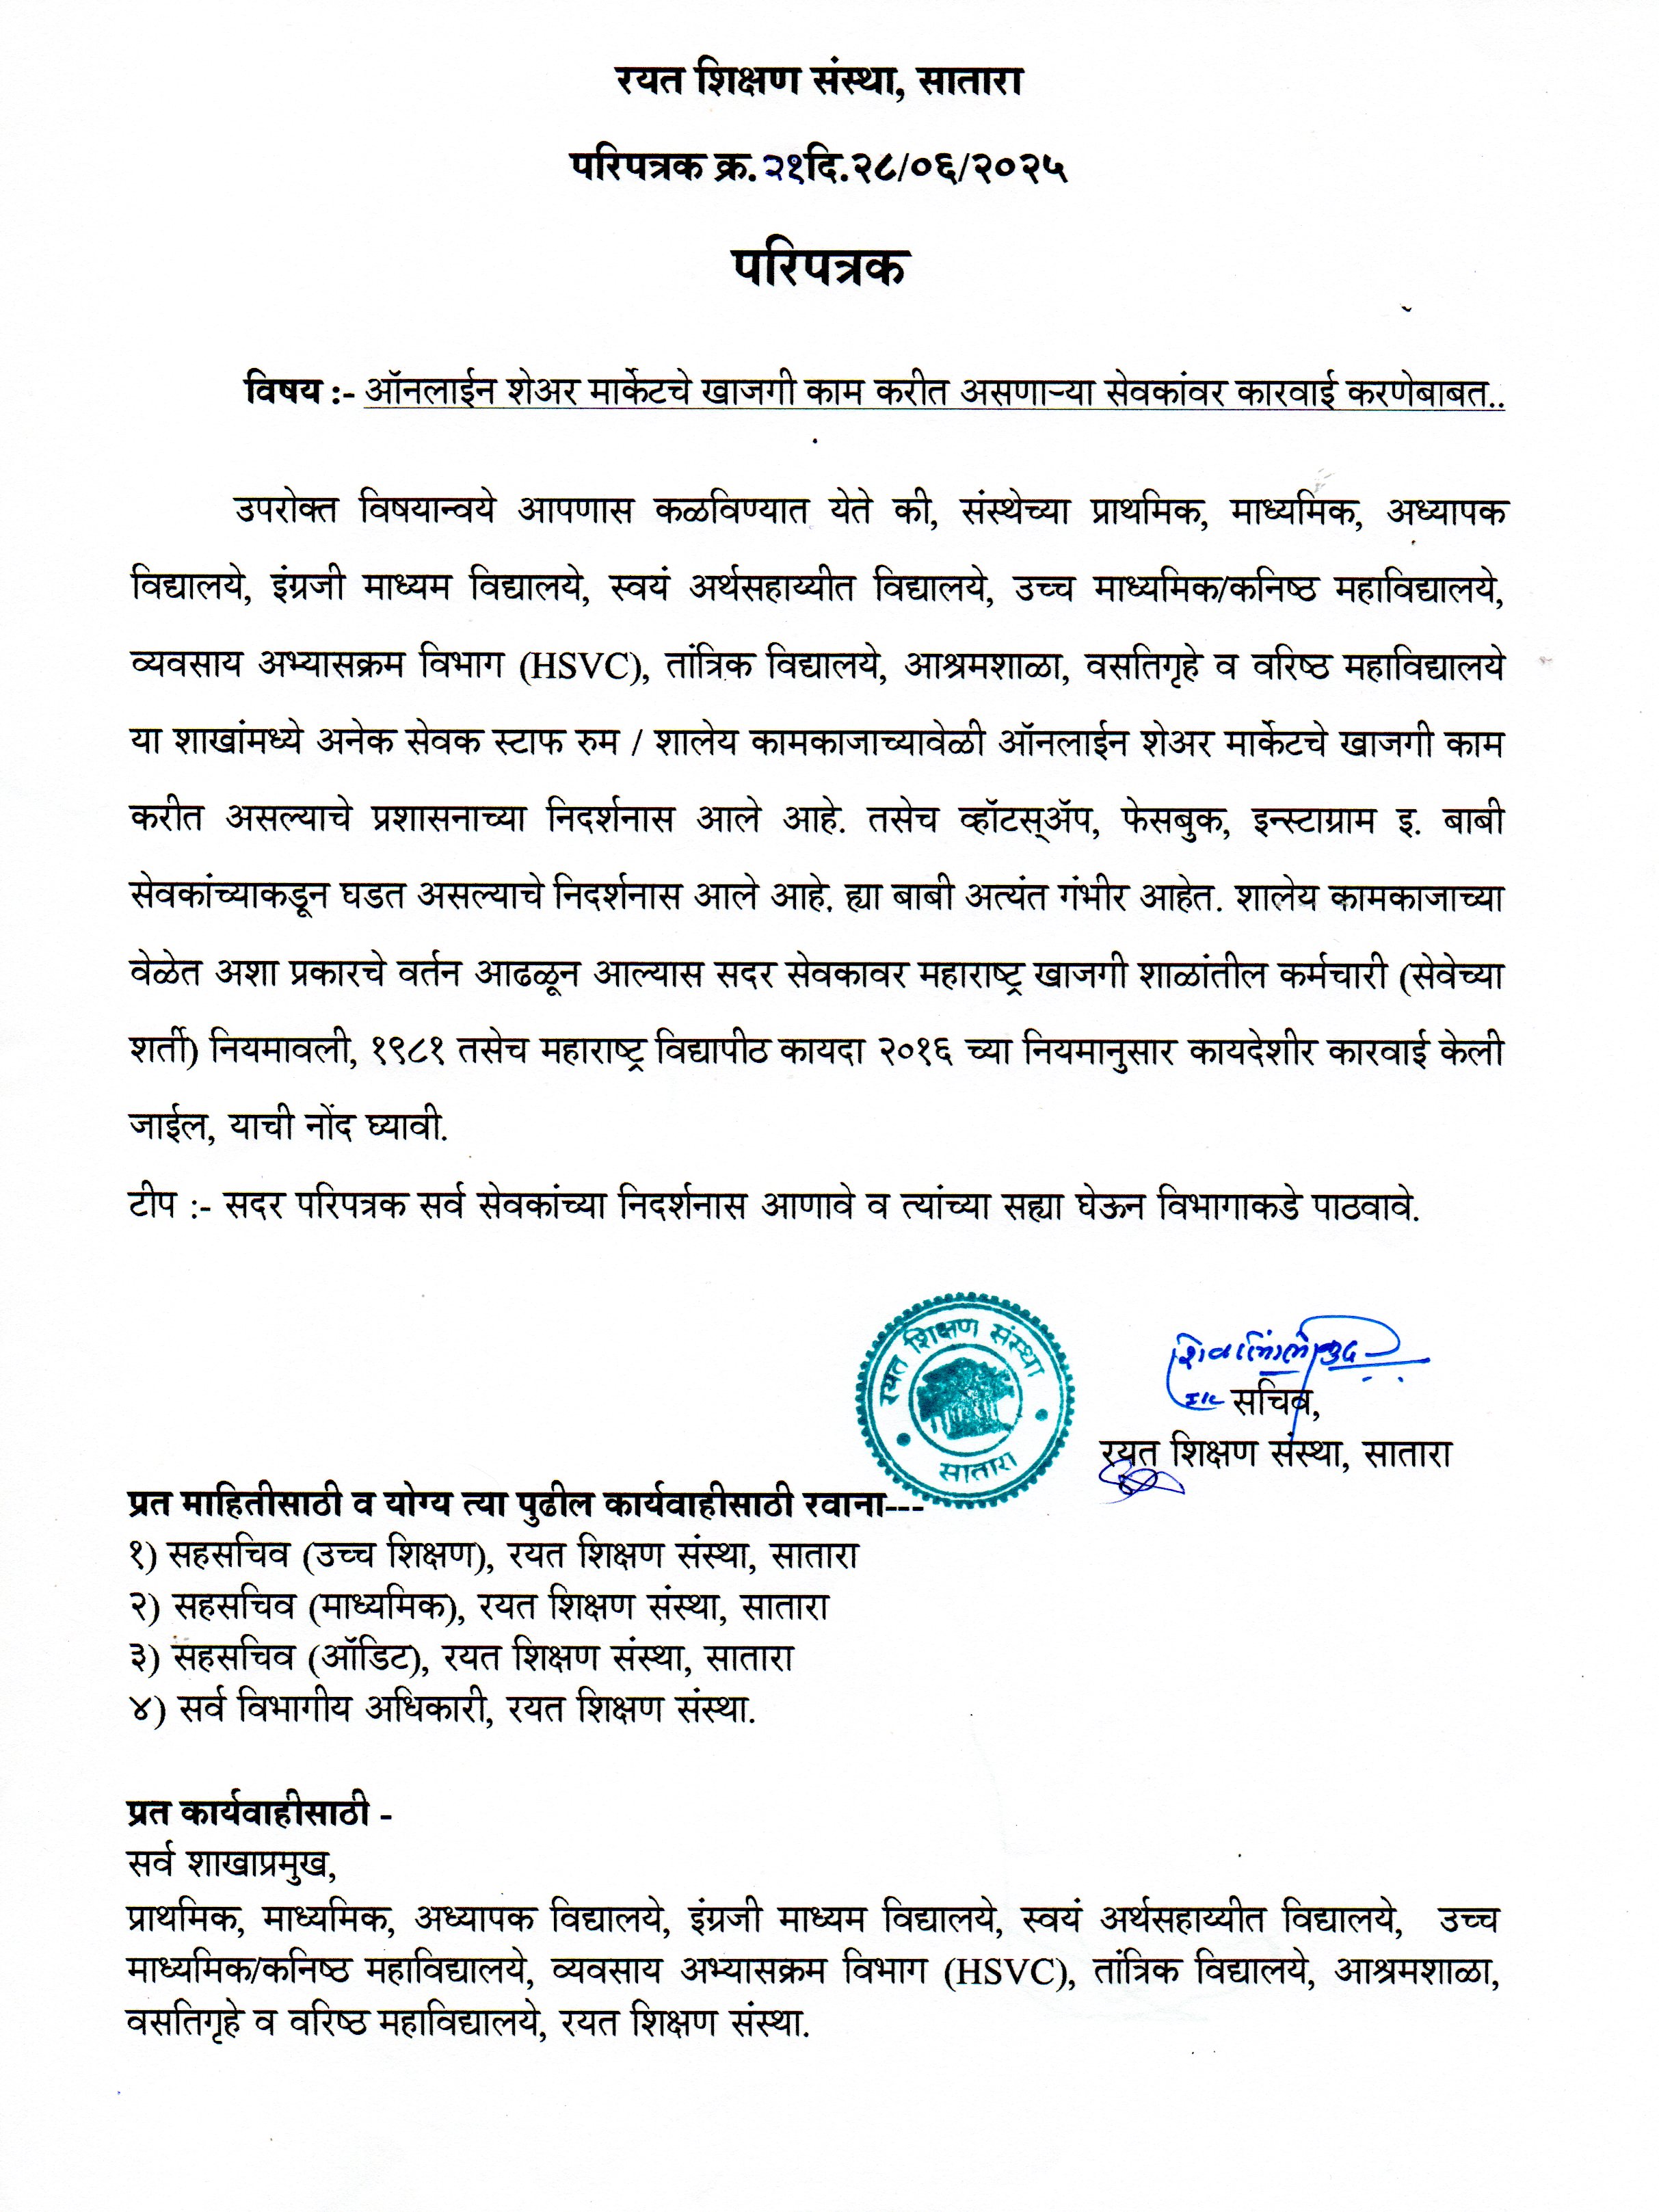 रयत शिक्षण संस्था, सातारा
परिपत्रक क्र.२१दि.२८/०६/२०२५
परिपत्रक
विषय :- ऑनलाईन शेअर मार्केटचे खाजगी काम करीत असणाऱ्या सेवकांवर कारवाई करणेबाबत..
उपरोक्त विषयान्वये आपणास कळविण्यात येते की, संस्थेच्या प्राथमिक, माध्यमिक, अध्यापक
विद्यालये, इंग्रजी माध्यम विद्यालये, स्वयं अर्थसहाय्यीत विद्यालये, उच्च माध्यमिक/कनिष्ठ महाविद्यालये,
व्यवसाय अभ्यासक्रम विभाग (HSVC), तांत्रिक विद्यालये, आश्रमशाळा, वसतिगृहे व वरिष्ठ महाविद्यालये
या शाखांमध्ये अनेक सेवक स्टाफ रुम / शालेय कामकाजाच्यावेळी ऑनलाईन शेअर मार्केटचे खाजगी काम
करीत असल्याचे प्रशासनाच्या निदर्शनास आले आहे. तसेच व्हॉटस्ॲप, फेसबुक, इन्स्टाग्राम इ. बाबी
सेवकांच्याकडून घडत असल्याचे निदर्शनास आले आहे. ह्या बाबी अत्यंत गंभीर आहेत. शालेय कामकाजाच्या
वेळेत अशा प्रकारचे वर्तन आढळून आल्यास सदर सेवकावर महाराष्ट्र खाजगी शाळांतील कर्मचारी (सेवेच्या
शर्ती) नियमावली, १९८१ तसेच महाराष्ट्र विद्यापीठ कायदा २०१६ च्या नियमानुसार कायदेशीर कारवाई केली
जाईल, याची नोंद घ्यावी.
टीप :- सदर परिपत्रक सर्व सेवकांच्या निदर्शनास आणावे व त्यांच्या सह्या घेऊन विभागाकडे पाठवावे.
रयत शिक्षण संस्था
सातारा
सचिव,
रयत शिक्षण संस्था, सातारा
प्रत माहितीसाठी व योग्य त्या पुढील कार्यवाहीसाठी रवाना---
१) सहसचिव (उच्च शिक्षण), रयत शिक्षण संस्था, सातारा
२) सहसचिव (माध्यमिक), रयत शिक्षण संस्था, सातारा
३) सहसचिव (ऑडिट), रयत शिक्षण संस्था, सातारा
४) सर्व विभागीय अधिकारी, रयत शिक्षण संस्था.
प्रत कार्यवाहीसाठी -
सर्व शाखाप्रमुख,
प्राथमिक, माध्यमिक, अध्यापक विद्यालये, इंग्रजी माध्यम विद्यालये, स्वयं अर्थसहाय्यीत विद्यालये, उच्च
माध्यमिक/कनिष्ठ महाविद्यालये, व्यवसाय अभ्यासक्रम विभाग (HSVC), तांत्रिक विद्यालये, आश्रमशाळा,
वसतिगृहे व वरिष्ठ महाविद्यालये, रयत शिक्षण संस्था.